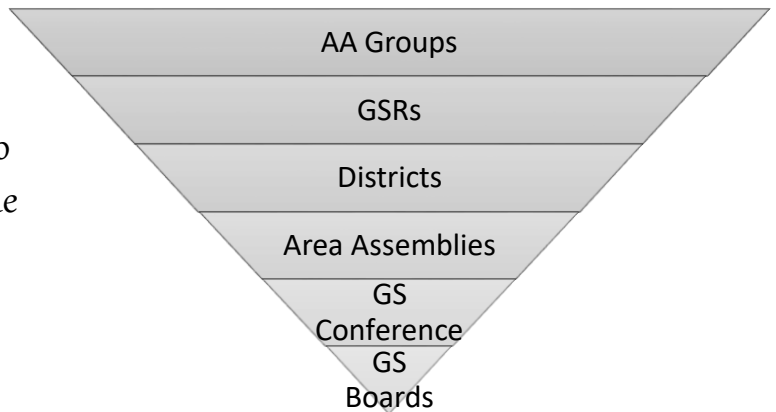 AA Groups
GSRs
Districts
Area Assemblies
GS
Conference
GS
Boards